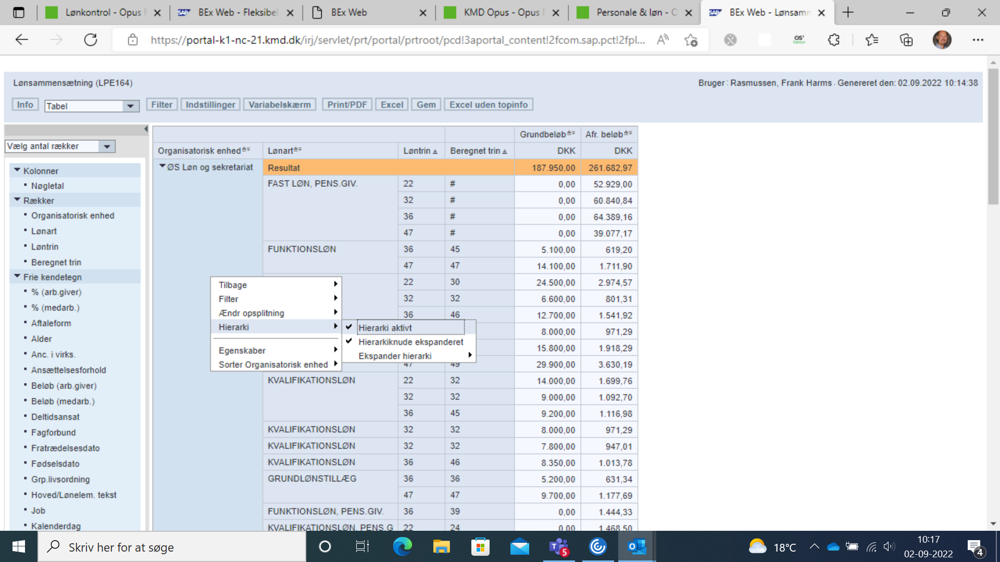 Lønkontrol - Opus F
BEx Web - Fleksibel
BEx Web
KMD Opus - Opus F
Personale & løn - O
BEx Web - Lønsamm
https://portal-k1-nc-21.kmd.dk/irj/servlet/prt/portal/prtroot/pcd!3aportal_content!2fcom.sap.pct!2fpl...
Lønsammensætning (LPE164)
Bruger: Rasmussen, Frank Harms . Genereret den: 02.09.2022 10:14:38
Info Tabel Filter Indstillinger Variabelskærm Print/PDF Excel Gem Excel uden topinfo
Vælg antal rækker
Kolonner
Nøgletal
Rækker
Organisatorisk enhed
Lønart
Løntrin
Beregnet trin
Frie kendetegn
% (arb.giver)
% (medarb.)
Aftaleform
Alder
Anc. i virks.
Ansættelsesforhold
Beløb (arb.giver)
Beløb (medarb.)
Deltidsansat
Fagforbund
Fratrædelsesdato
Fødselsdato
Grp.livsordning
Hoved/Lønelem. tekst
Job
Kalenderdag
Grundbeløb Afr. beløb
Organisatorisk enhed Lønart Løntrin Beregnet trin DKK DKK
ØS Løn og sekretariat Resultat 187.950,00 261.682,97
FAST LØN, PENS.GIV. 22 # 0,00 52.929,00
32 # 0,00 60.840,84
36 # 0,00 64.389,16
47 # 0,00 39.077,17
FUNKTIONSLØN 36 45 5.100,00 619,20
47 47 14.100,00 1.711,90
22 30 24.500,00 2.974,57
32 32 6.600,00 801,31
36 46 12.700,00 1.541,92
8.000,00 971,29
15.800,00 1.918,29
47 49 29.900,00 3.630,19
KVALIFIKATIONSLØN 22 32 14.000,00 1.699,76
32 32 9.000,00 1.092,70
36 45 9.200,00 1.116,98
KVALIFIKATIONSLØN 32 32 8.000,00 971,29
KVALIFIKATIONSLØN 32 32 7.800,00 947,01
KVALIFIKATIONSLØN 36 46 8.350,00 1.013,78
GRUNDLØNSTILLÆG 36 36 5.200,00 631,34
47 47 9.700,00 1.177,69
FUNKTIONSLØN, PENS.GIV. 36 39 0,00 1.444,33
KVALIFIKATIONSLØN, PENS.G 22 24 0,00 1.468,50
Tilbage
Filter
Ændr opsplitning
Hierarki
Egenskaber
Sorter Organisatorisk enhed
Hierarki aktivt
Hierarkiknude ekspanderet
Ekspander hierarki
Skriv her for at søge
5
18°C
10:17
02-09-2022
4